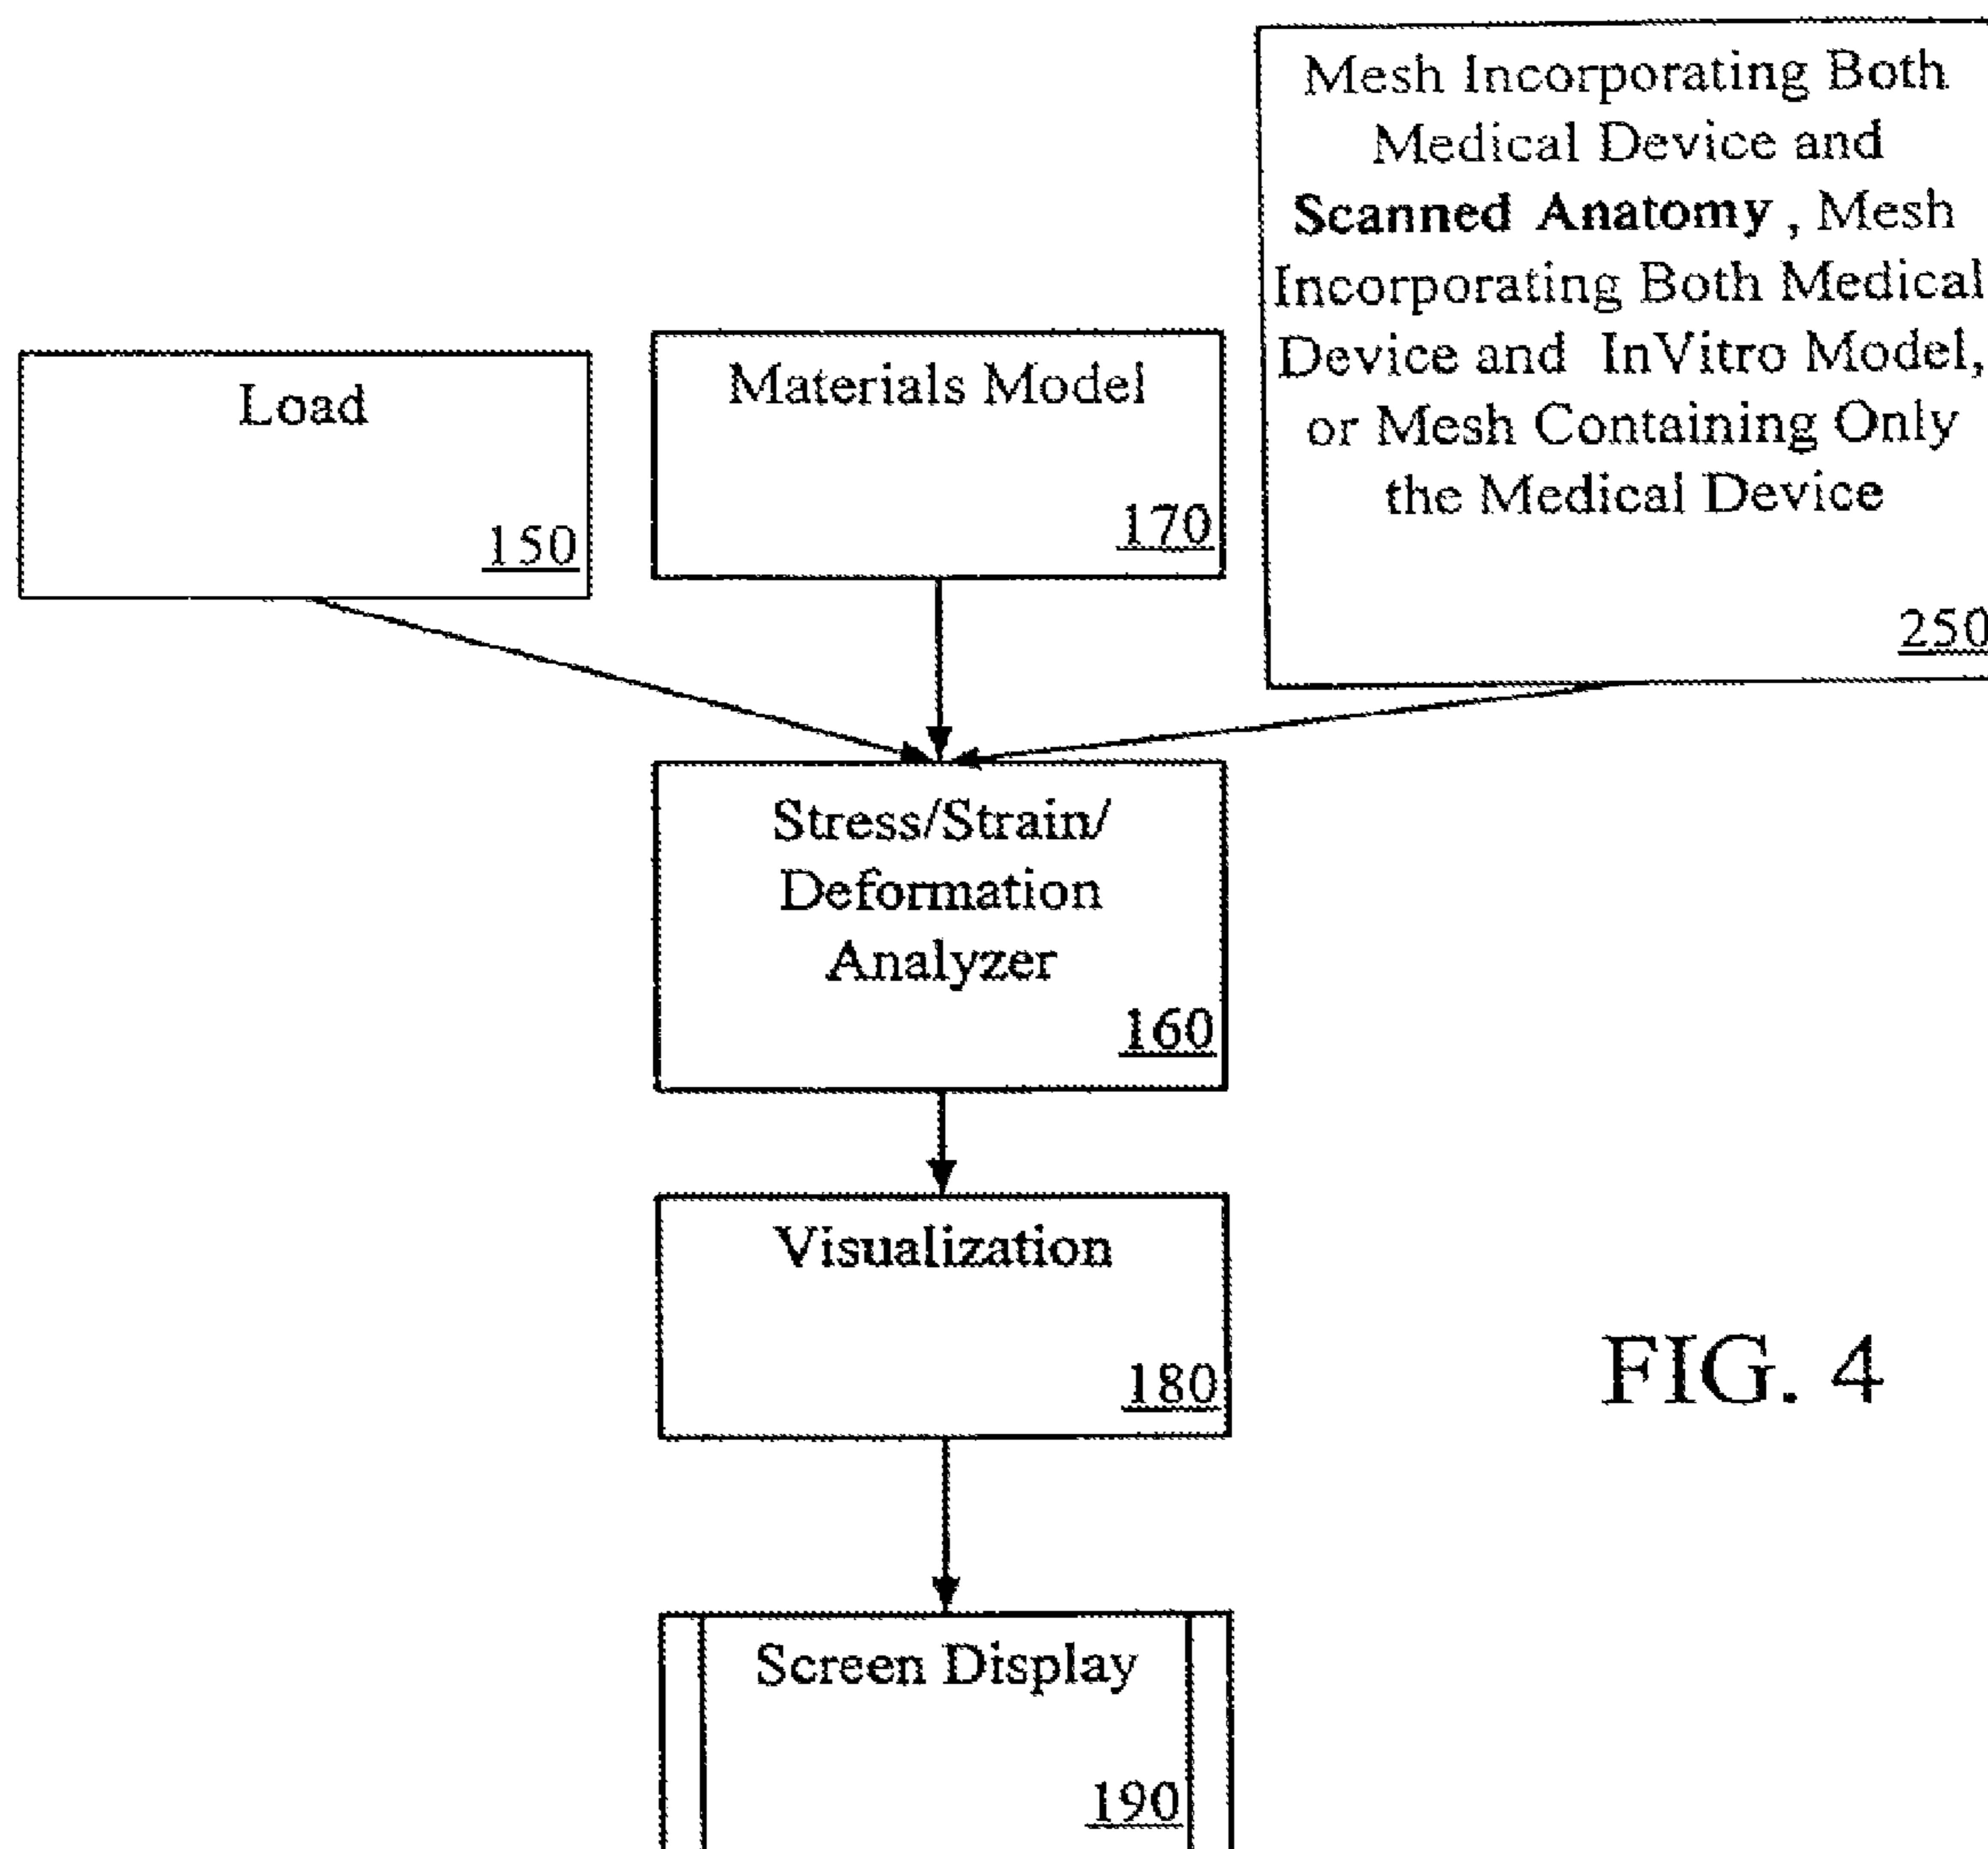 Mesh Incorporating Both
Medical Device and
Scanned Anatomy , Mesh
Incorporating Both Medical
Device and InVitro Model,
or Mesh Containing Only
the Medical Device
250
Load
150
Materials Model
170
Stress/Strain/
Deformation
Analyzer
160
Visualization
180
FIG. 4
Screen Display
190